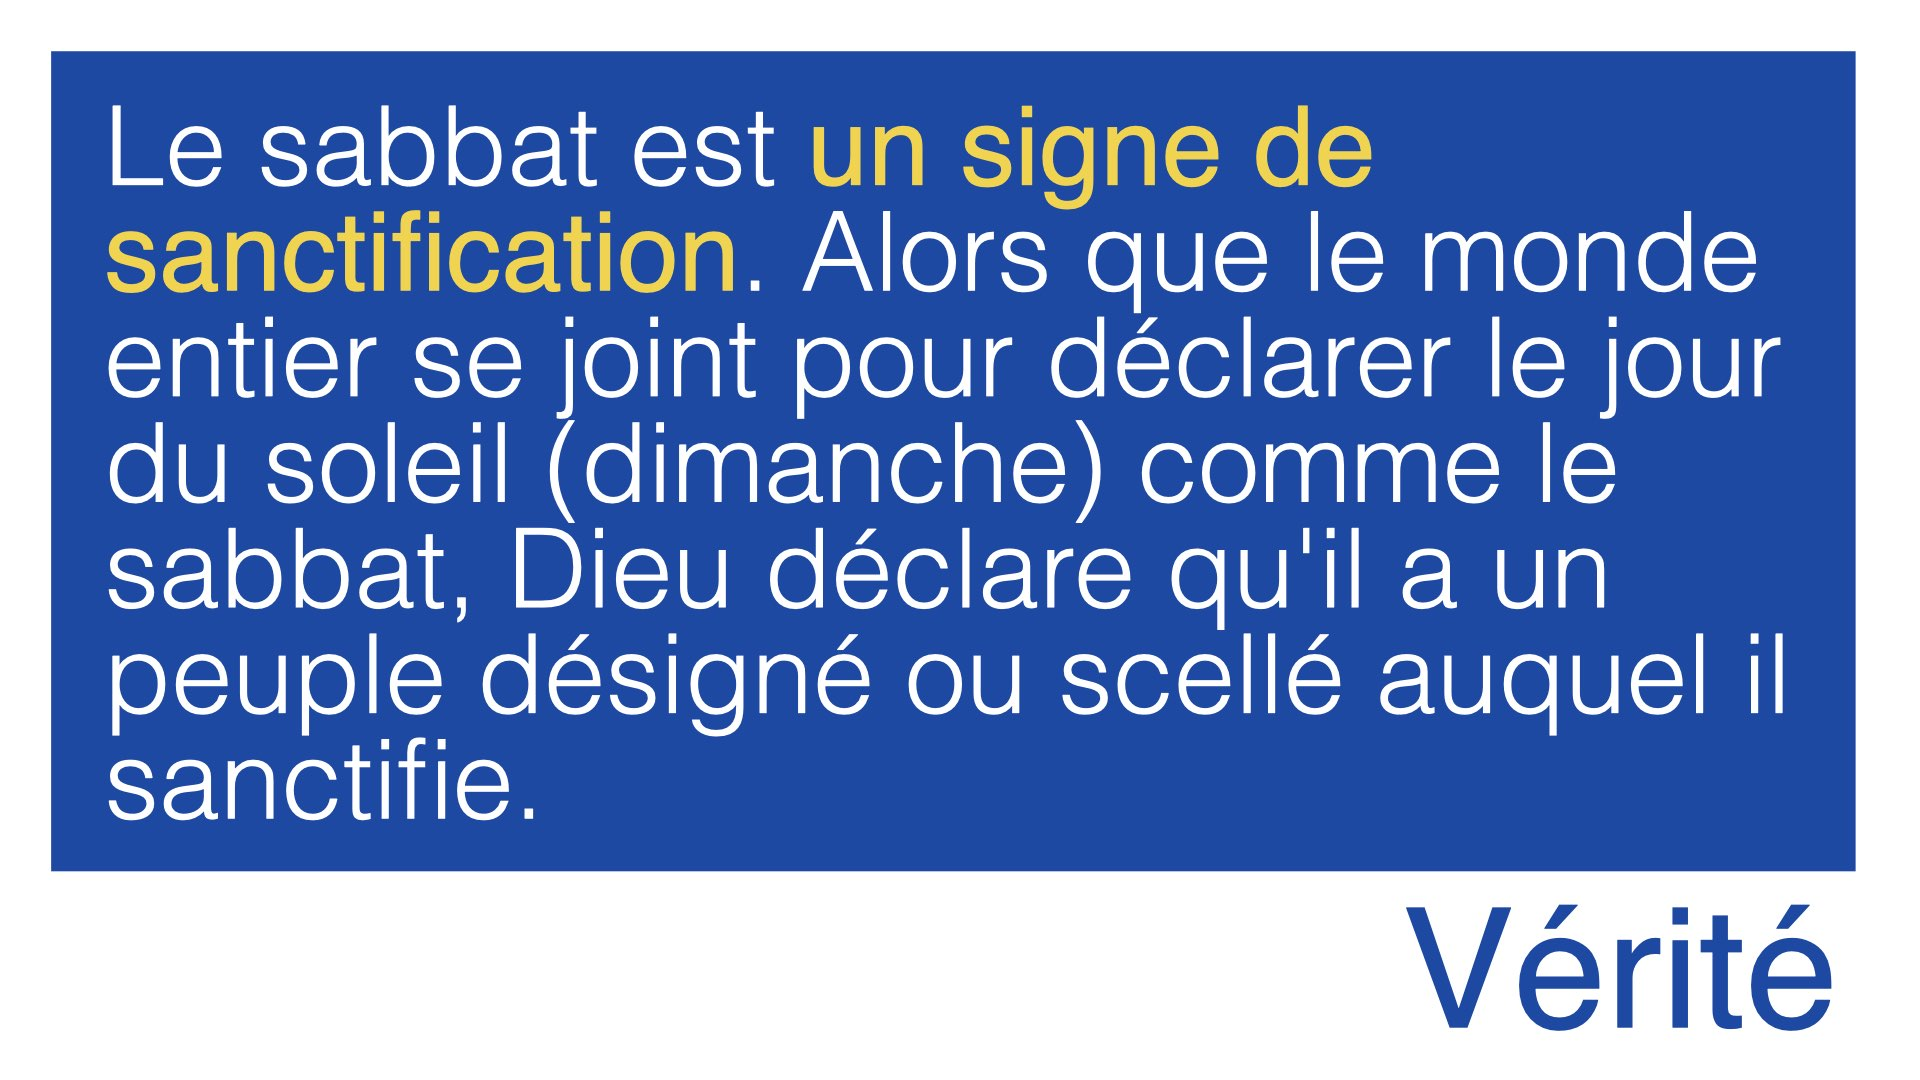 Le sabbat est un signe de
sanctification. Alors que le monde
entier se joint pour déclarer le jour
du soleil (dimanche) comme le
sabbat, Dieu déclare qu'il a un
peuple désigné ou scellé auquel il
sanctifie.
Vérité